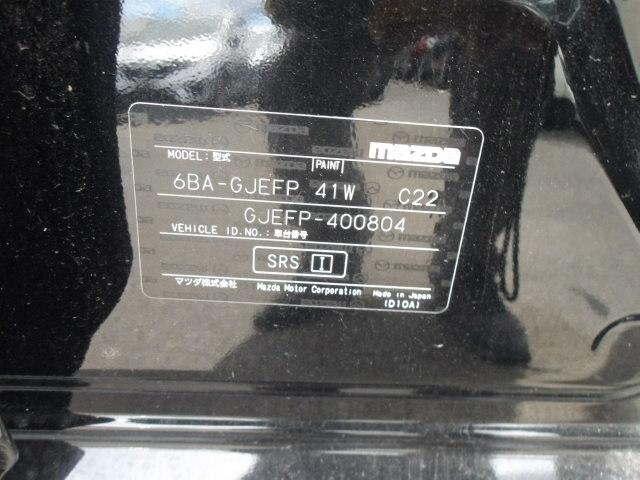 mazda
MODEL: 型式 PAINT
6BA-GJEFP 41W C22
GJEFP-400804
VEHICLE ID.NO.: 車台番号
SRS I
マツダ株式会社 Mazda Motor Corporation Made in Japan
(D10A)